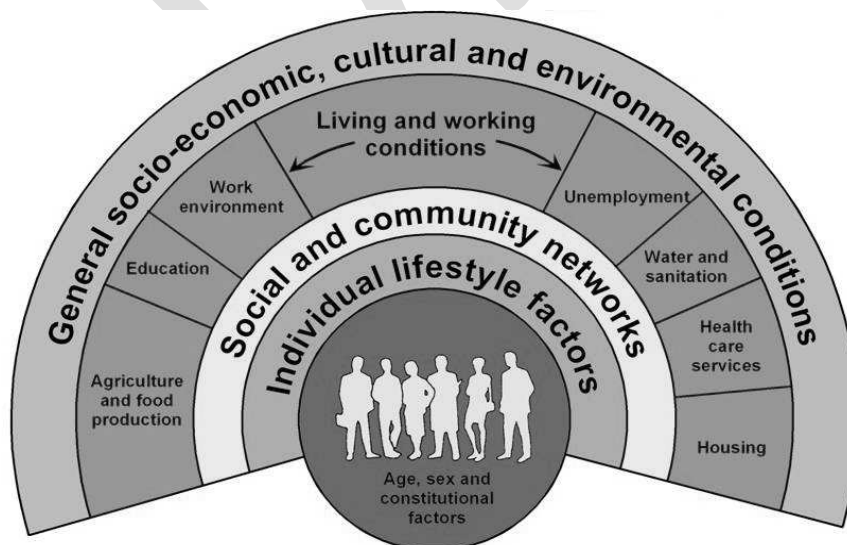 General socio-economic, cultural and environmental conditions
Living and working
conditions
Work
environment
Unemployment
Education
Water and
sanitation
Agriculture
and food
production
Health
care
services
Housing
Social and community networks
Individual lifestyle factors
Age, sex and
constitutional
factors